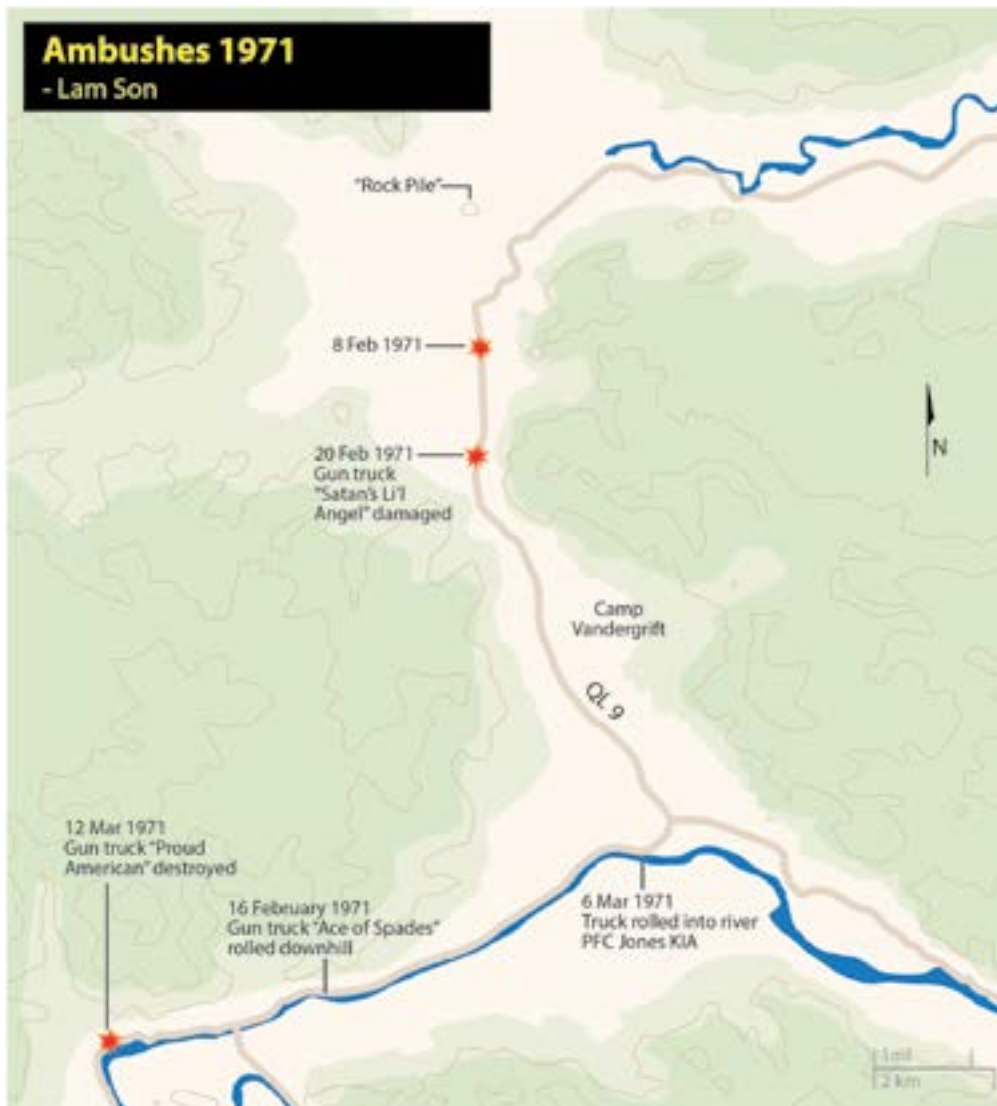 Ambushes 1971
- Lam Son
"Rock Pile"
8 Feb 1971
20 Feb 1971
Gun truck
"Satan's Li'l
Angel" damaged
N
Camp
Vandergrift
QL 9
12 Mar 1971
Gun truck "Proud
American" destroyed
16 February 1971
Gun truck "Ace of Spades"
rolled downhill
6 Mar 1971
Truck rolled into river
PFC Jones KIA
1mil
2 km